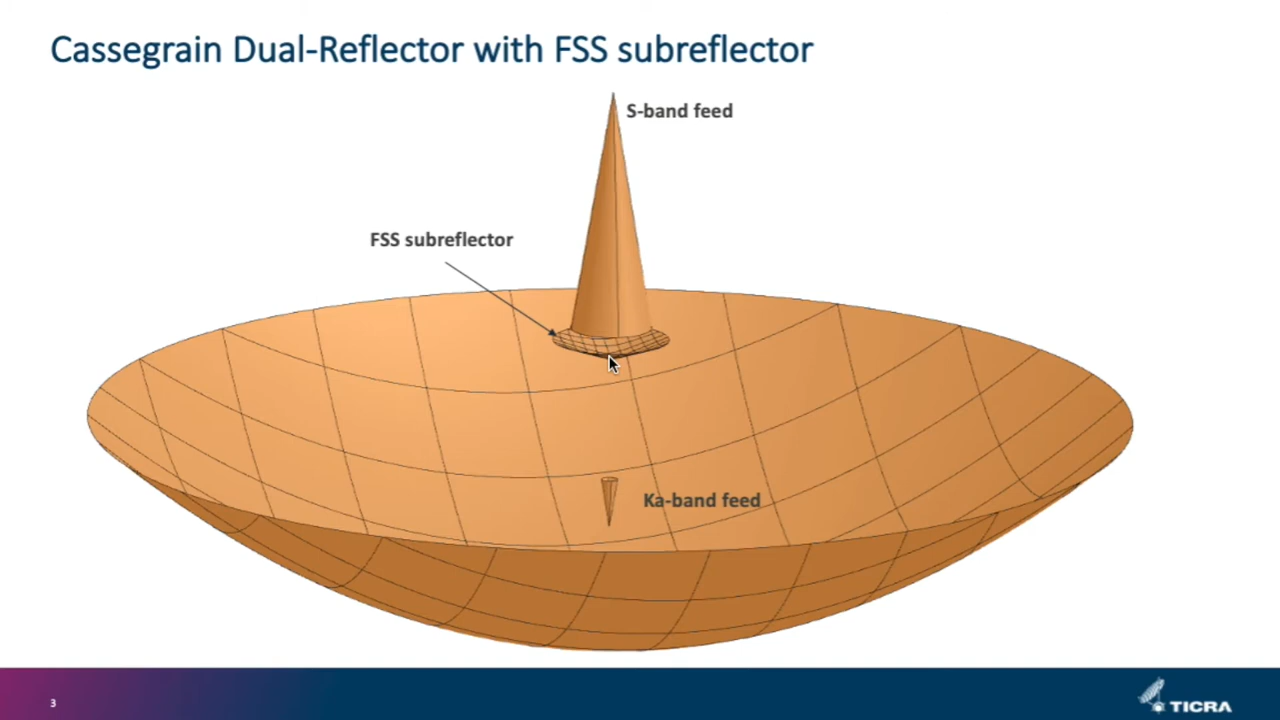 Cassegrain Dual-Reflector with FSS subreflector
S-band feed
FSS subreflector
Ka-band feed
3
TICRA